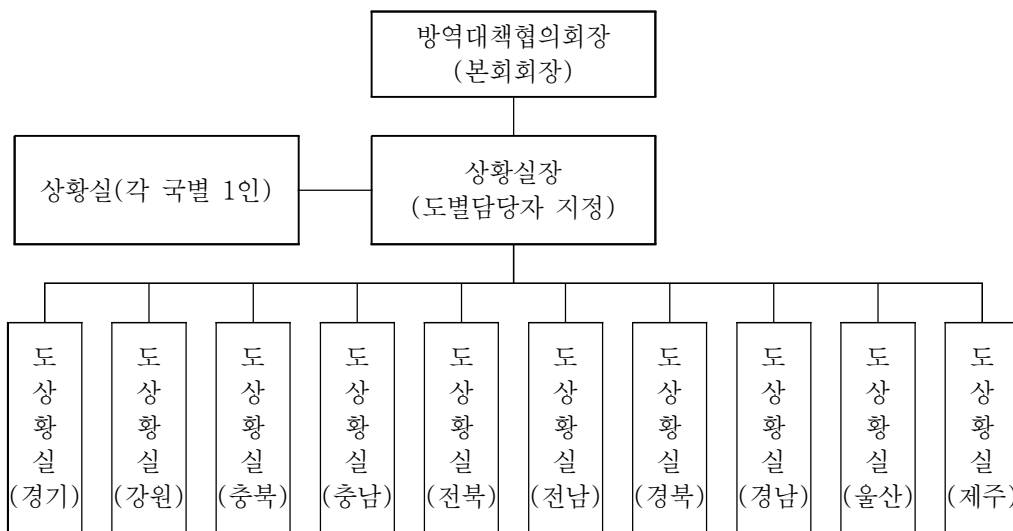 방역대책협의회장
(본회회장)
상황실(각 국별 1인)
상황실장
(도별담당자 지정)
도상황실
(경기)
도상황실
(강원)
도상황실
(충북)
도상황실
(충남)
도상황실
(전북)
도상황실
(전남)
도상황실
(경북)
도상황실
(경남)
도상황실
(울산)
도상황실
(제주)